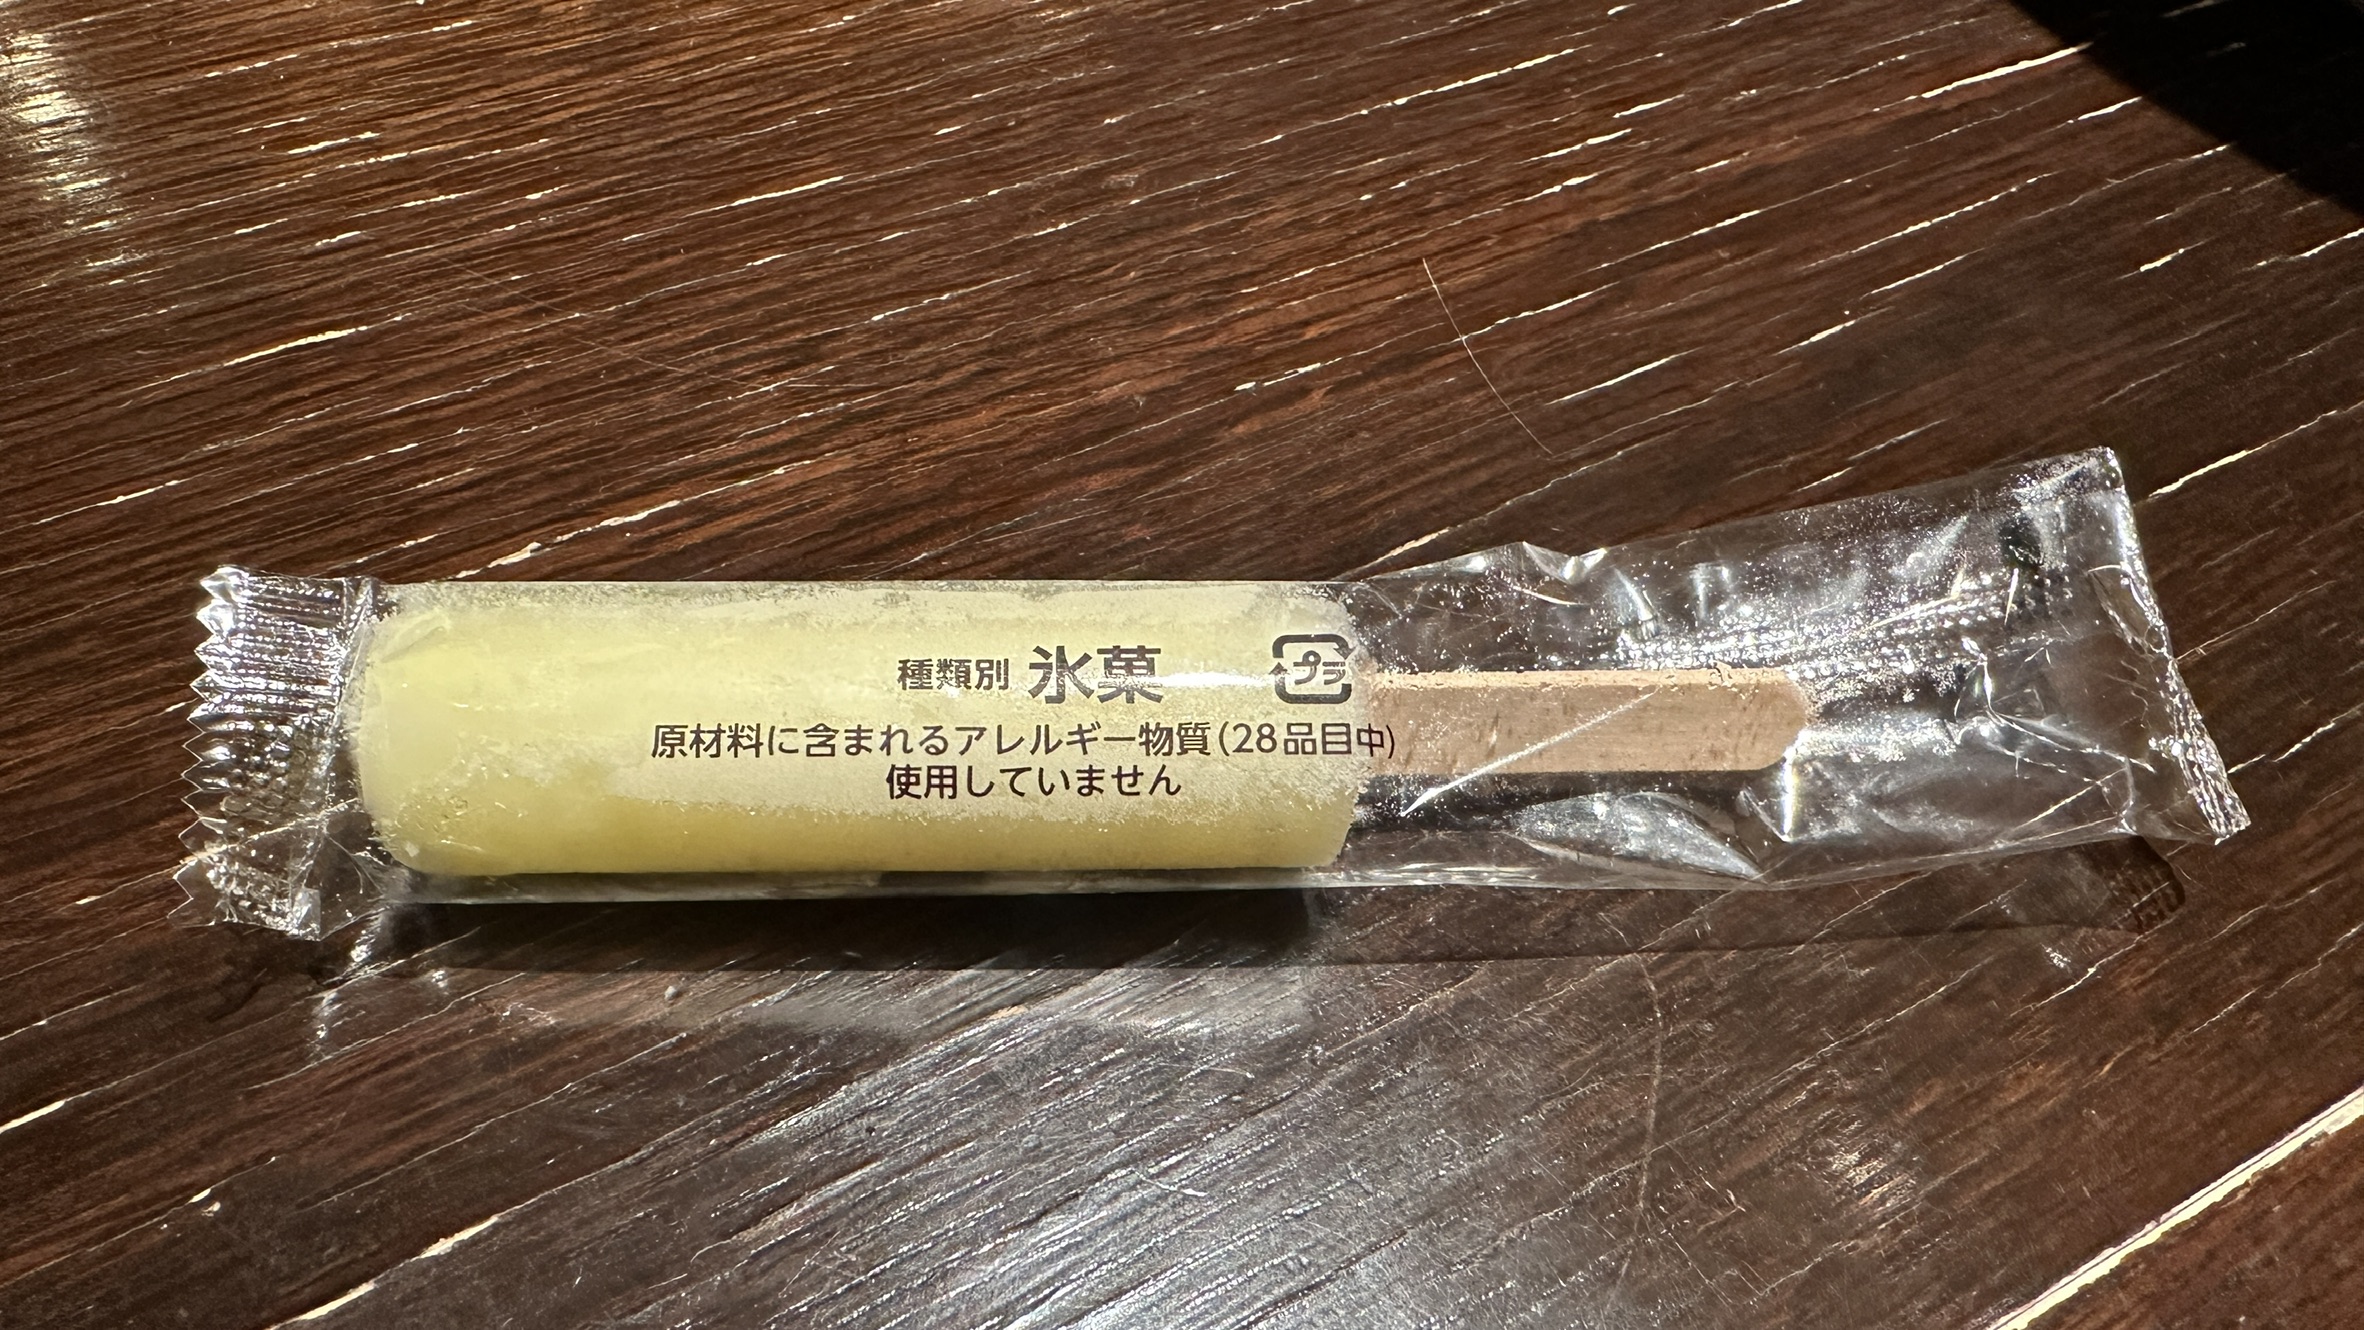 種類別 氷菓
プラ
原材料に含まれるアレルギー物質(28品目中)
使用していません